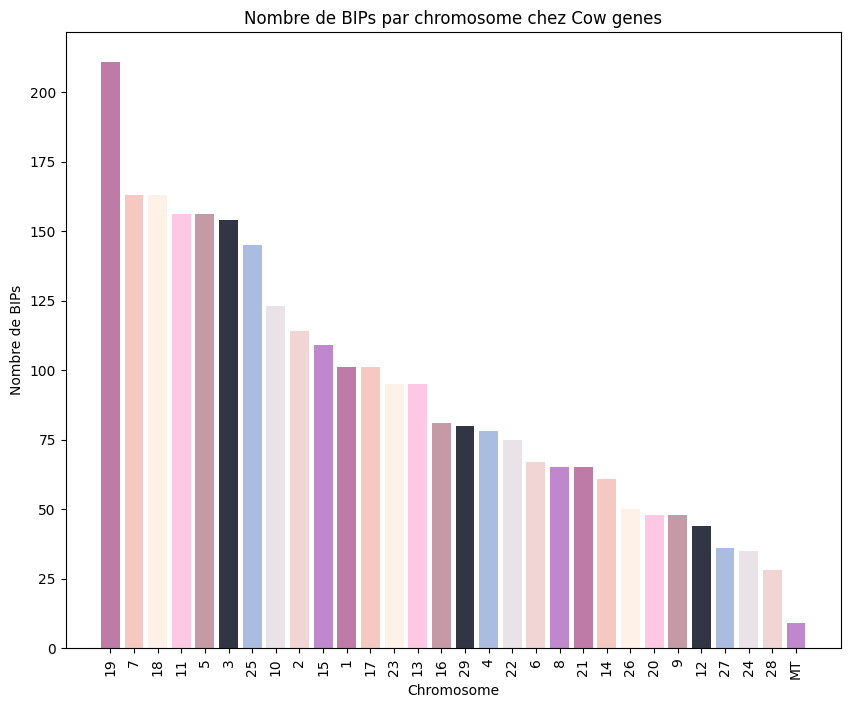 Nombre de BIPs par chromosome chez Cow genes
Nombre de BIPs
200
175
150
125
100
75
50
25
0
19 7 18 11 5 3 25 10 2 15 1 17 23 13 16 29 4 22 6 8 21 14 26 20 9 12 27 24 28 MT
Chromosome